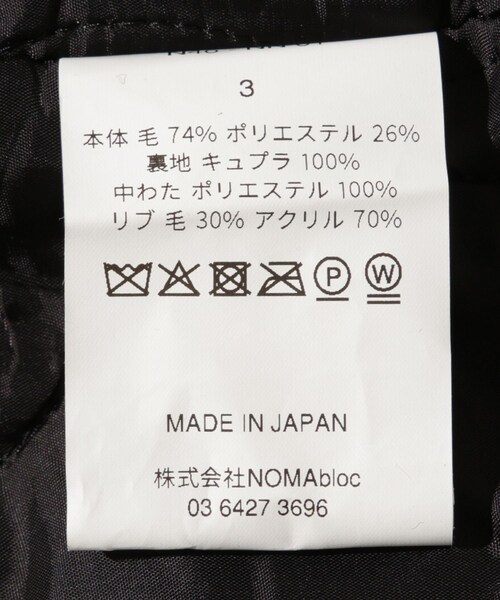 3
本体 毛 74% ポリエステル 26%
裏地 キュプラ 100%
中わた ポリエステル 100%
リブ 毛 30% アクリル 70%
P W
MADE IN JAPAN
株式会社NOMAbloc
03 6427 3696